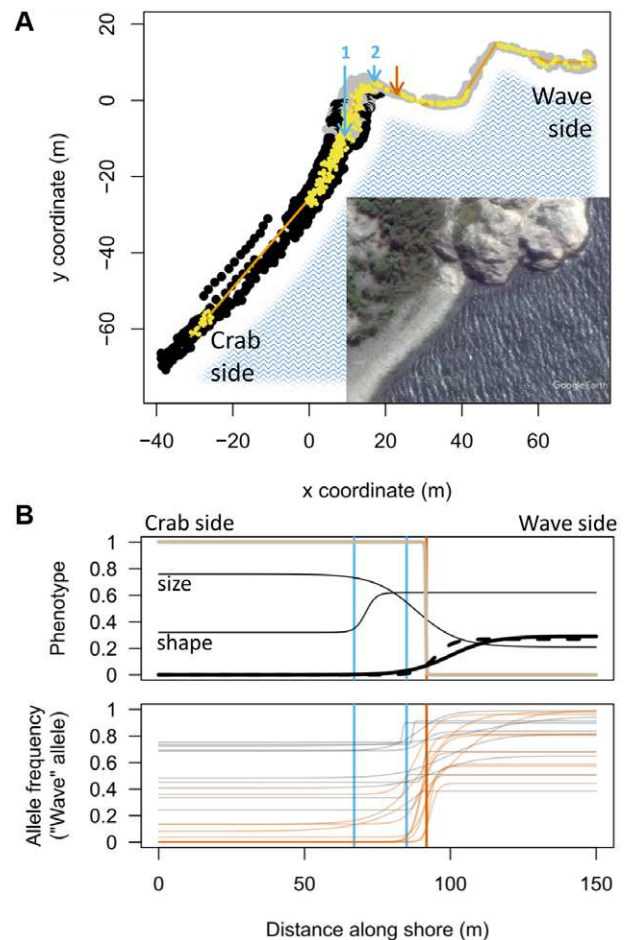 A
20
0
−20
−40
−60
y coordinate (m)
1
2
Wave
side
Crab
side
GoogleEarth
−40 −20 0 20 40 60
x coordinate (m)
B
Crab side
Wave side
1
0.8
0.6
0.4
0.2
0
Phenotype
size
shape
1
0.8
0.6
0.4
0.2
0
Allele frequency
("Wave" allele)
0 50 100 150
Distance along shore (m)